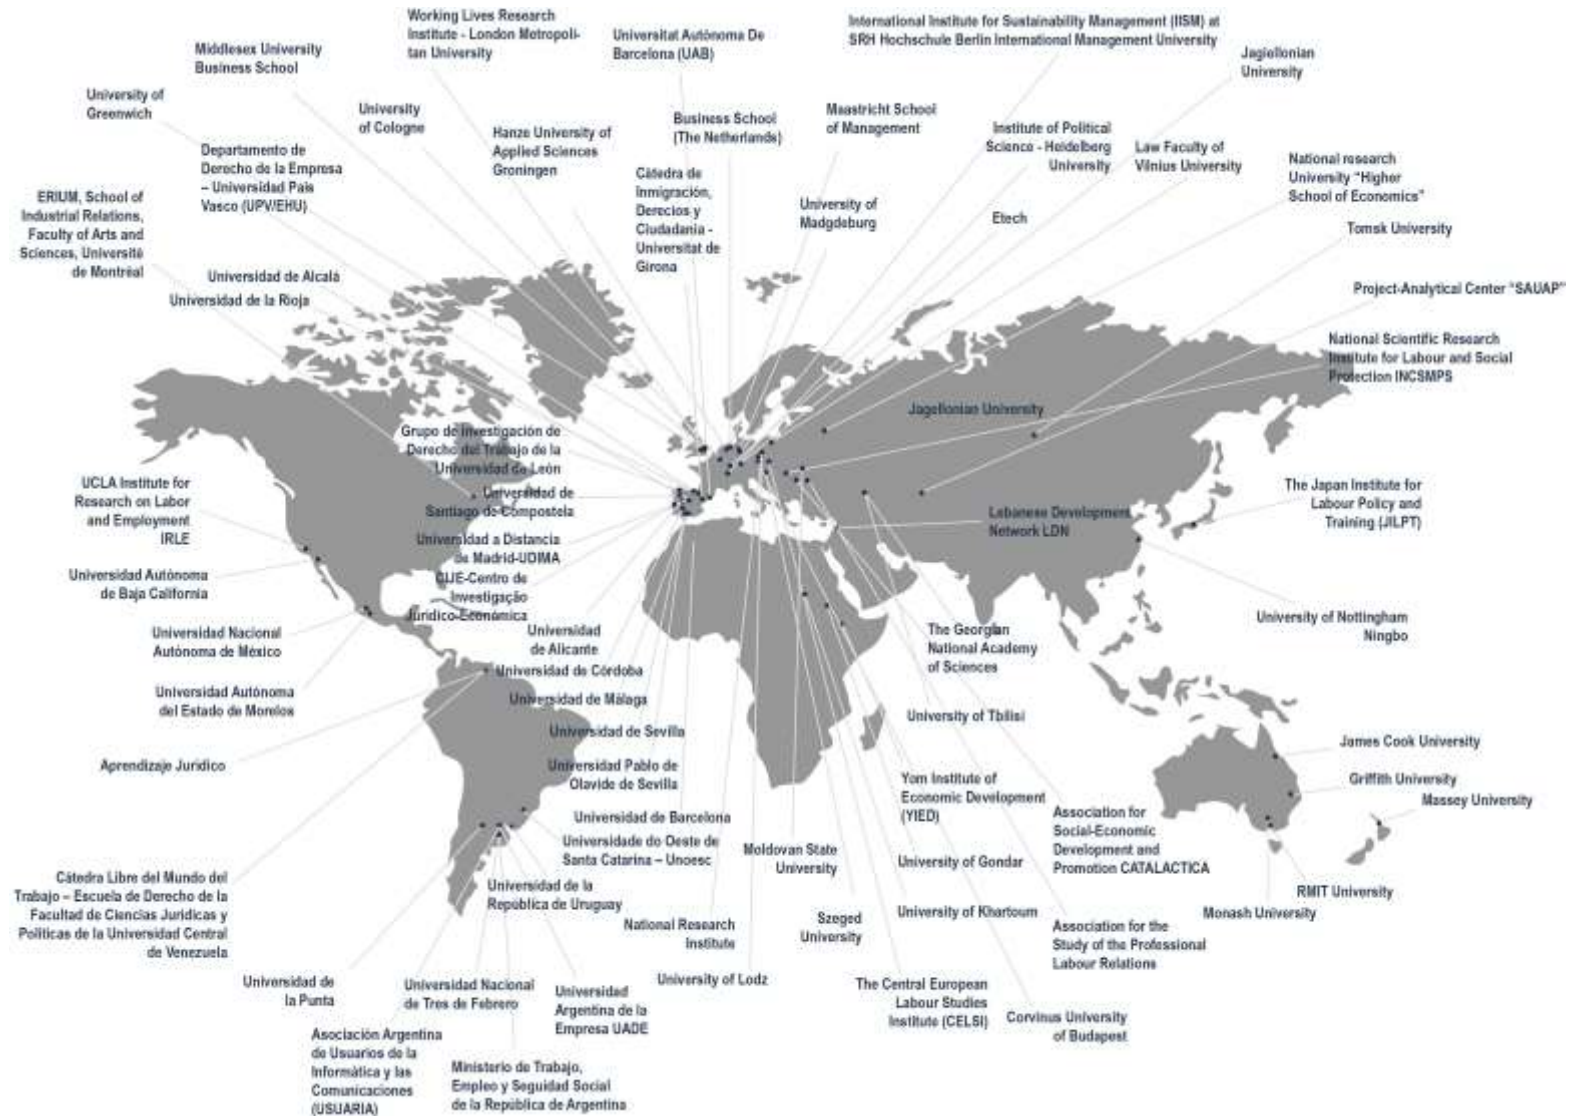 Working Lives Research
Institute - London Metropoli-
tan University
Middlesex University
Business School
Universitat Autònoma De
Barcelona (UAB)
International Institute for Sustainability Management (IISM) at
SRH Hochschule Berlin International Management University
Jagiellonian
University
University of
Greenwich
University
of Cologne
Hanze University of
Applied Sciences
Groningen
Business School
(The Netherlands)
Maastricht School
of Management
Institute of Political
Science - Heidelberg
University
Law Faculty of
Vilnius University
National research
University "Higher
School of Economics"
Departamento de
Derecho de la Empresa
– Universidad Pais
Vasco (UPV/EHU)
Cátedra de
Inmigración,
Derecios y
Ciudadania -
Universitat de
Girona
University of
Madgdeburg
Etech
Tomsk University
ERIUM, School of
Industrial Relations,
Faculty of Arts and
Sciences, Université
de Montréal
Universidad de Alcalá
Universidad de la Rioja
Project-Analytical Center "SAUAP"
National Scientific Research
Institute for Labour and Social
Protection INCSMPS
Jagellonian University
Grupo de investigación de
Derecho del Trabajo de la
Universidad de León
Universidad de
Santiago de Compostela
UCLA Institute for
Research on Labor
and Employment
IRLE
The Japan Institute for
Labour Policy and
Training (JILPT)
Lebanese Development
Network LDN
Universidad a Distancia
de Madrid-UDIMA
CIJE-Centro de
Investigação
Jurídico-Económica
Universidad Autónoma
de Baja California
University of Nottingham
Ningbo
Universidad Nacional
Autónoma de México
Universidad
de Alicante
The Georgian
National Academy
of Sciences
Universidad de Córdoba
Universidad Autónoma
del Estado de Morelos
Universidad de Málaga
University of Tbilisi
Universidad de Sevilla
James Cook University
Aprendizaje Jurídico
Universidad Pablo de
Olavide de Sevilla
Yom Institute of
Economic Development
(YIED)
Griffith University
Massey University
Universidad de Barcelona
Association for
Social-Economic
Development and
Promotion CATALACTICA
Universidade do Oeste de
Santa Catarina – Unoesc
Moldovan State
University
University of Gondar
Cátedra Libre del Mundo del
Trabajo – Escuela de Derecho de la
Facultad de Ciencias Jurídicas y
Políticas de la Universidad Central
de Venezuela
Universidad de la
República de Uruguay
RMIT University
Monash University
National Research
Institute
Szeged
University
University of Khartoum
Association for the
Study of the Professional
Labour Relations
Universidad de
la Punta
Universidad Nacional
de Tres de Febrero
Universidad
Argentina de la
Empresa UADE
University of Lodz
The Central European
Labour Studies
Institute (CELSI)
Corvinus University
of Budapest
Asociación Argentina
de Usuarios de la
Informática y las
Comunicaciones
(USUARIA)
Ministerio de Trabajo,
Empleo y Seguidad Social
de la República de Argentina